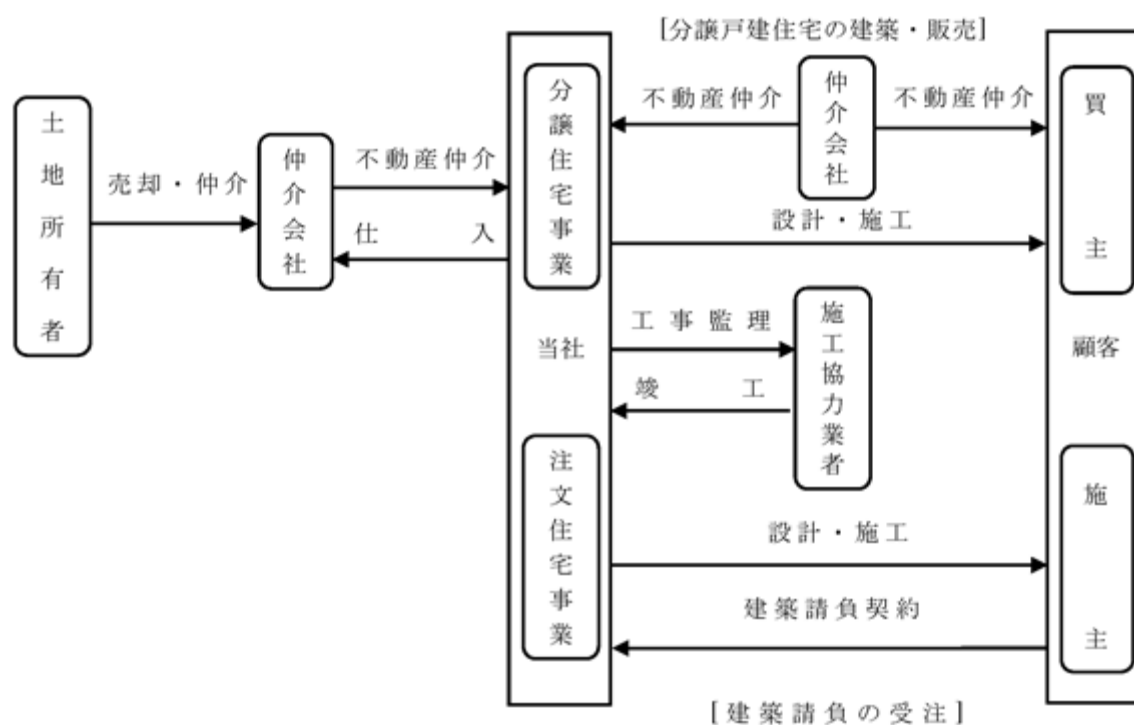 [分譲戸建住宅の建築・販売]
土地所有者
売却・仲介
仲介会社
不動産仲介
仕入
分譲住宅事業
当社
注文住宅事業
不動産仲介
仲介会社
不動産仲介
設計・施工
工事監理
竣工
施工協力業者
設計・施工
建築請負契約
買主
顧客
施主
[建築請負の受注]